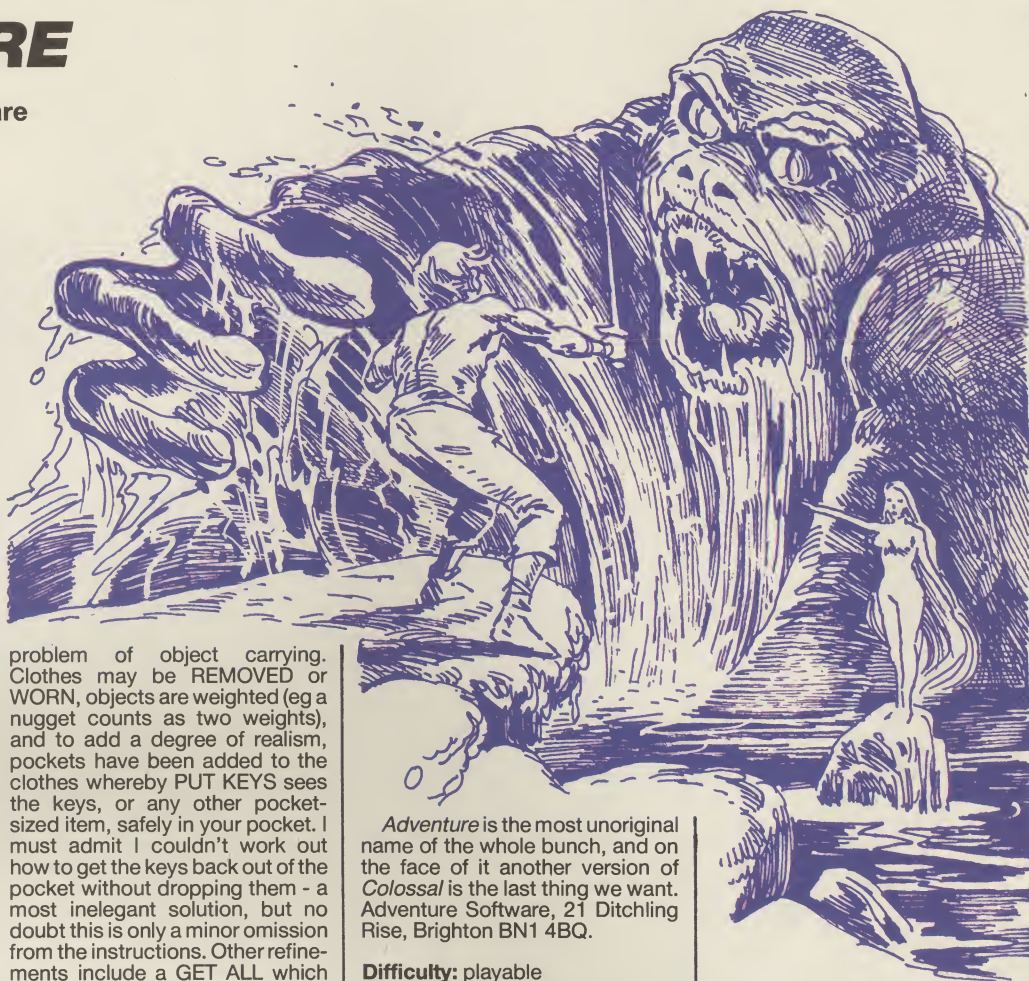 RE
are
problem of object carrying.
Clothes may be REMOVED or
WORN, objects are weighted (eg a
nugget counts as two weights),
and to add a degree of realism,
pockets have been added to the
clothes whereby PUT KEYS sees
the keys, or any other pocket-
sized item, safely in your pocket. I
must admit I couldn't work out
how to get the keys back out of the
pocket without dropping them - a
most inelegant solution, but no
doubt this is only a minor omission
from the instructions. Other refine-
ments include a GET ALL which
Adventure is the most unoriginal
name of the whole bunch, and on
the face of it another version of
Colossal is the last thing we want.
Adventure Software, 21 Ditchling
Rise, Brighton BN1 4BQ.
Difficulty: playable